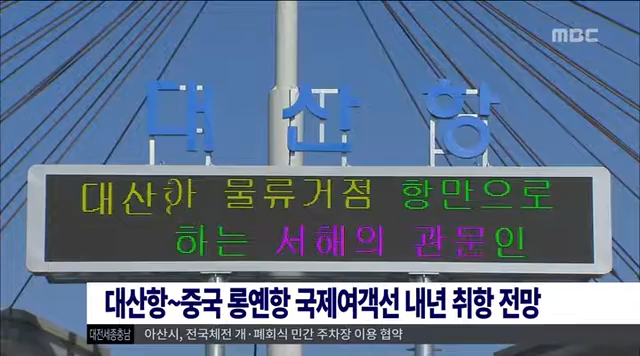 MBC
대산항
대산항 물류거점 항만으로
하는 서해의 관문인
대산항~중국 롱옌항 국제여객선 내년 취항 전망
대전세종충남
아산시, 전국체전 개·폐회식 민간 주차장 이용 협약